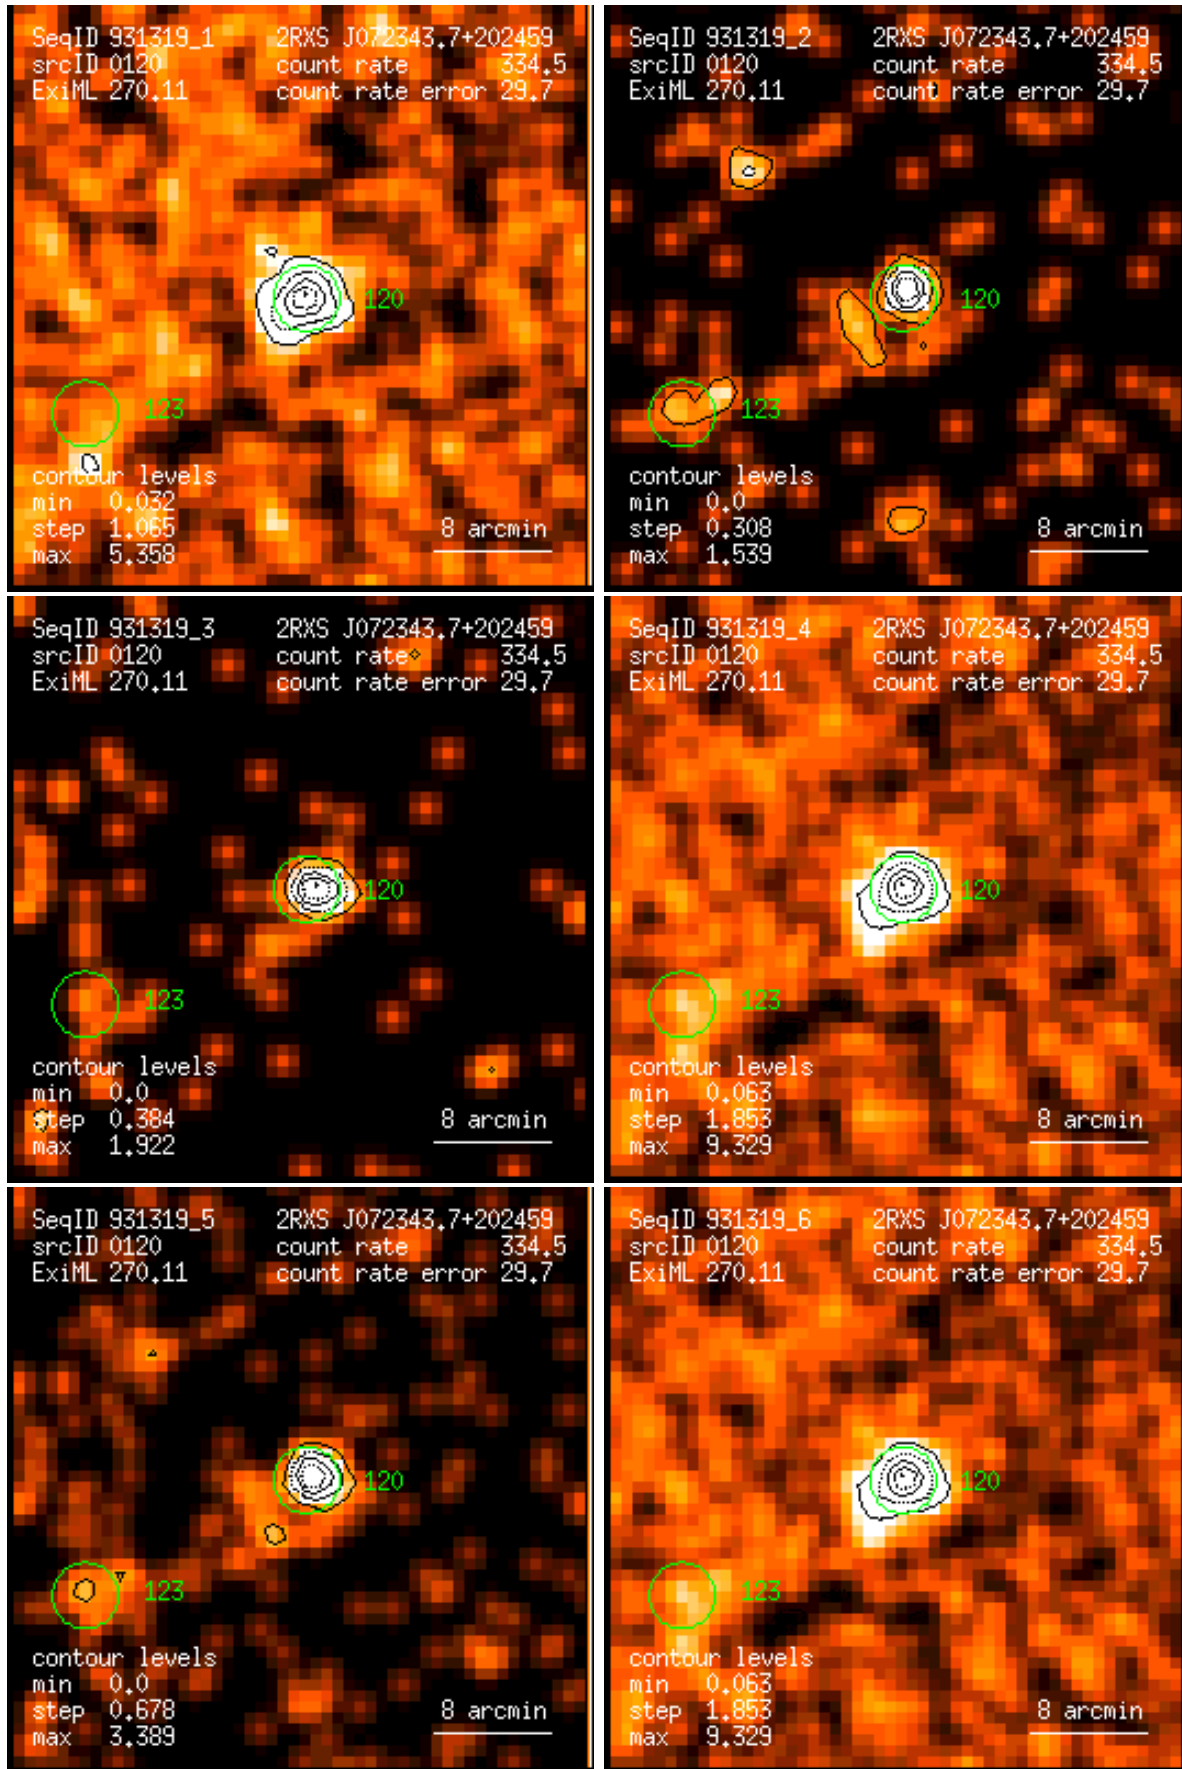 SeqID 931319_1 2RXS J072343.7+202459
srcID 0120 count rate 334.5
ExiML 270.11 count rate error 29.7
120
123
contour levels
min 0.032
step 1.065 8 arcmin
max 5.358
SeqID 931319_2 2RXS J072343.7+202459
srcID 0120 count rate 334.5
ExiML 270.11 count rate error 29.7
120
123
contour levels
min 0.0
step 0.308 8 arcmin
max 1.539
SeqID 931319_3 2RXS J072343.7+202459
srcID 0120 count rate 334.5
ExiML 270.11 count rate error 29.7
120
123
contour levels
min 0.0
step 0.384 8 arcmin
max 1.922
SeqID 931319_4 2RXS J072343.7+202459
srcID 0120 count rate 334.5
ExiML 270.11 count rate error 29.7
120
123
contour levels
min 0.063
step 1.853 8 arcmin
max 9.329
SeqID 931319_5 2RXS J072343.7+202459
srcID 0120 count rate 334.5
ExiML 270.11 count rate error 29.7
120
123
contour levels
min 0.0
step 0.678 8 arcmin
max 3.389
SeqID 931319_6 2RXS J072343.7+202459
srcID 0120 count rate 334.5
ExiML 270.11 count rate error 29.7
120
123
contour levels
min 0.063
step 1.853 8 arcmin
max 9.329